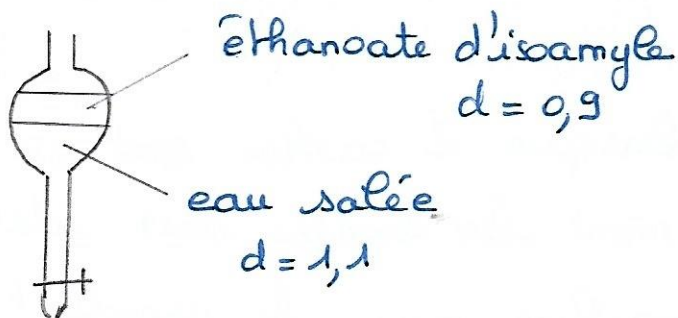 éthanoate d'isoamyle
d = 0,9
eau salée
d = 1,1